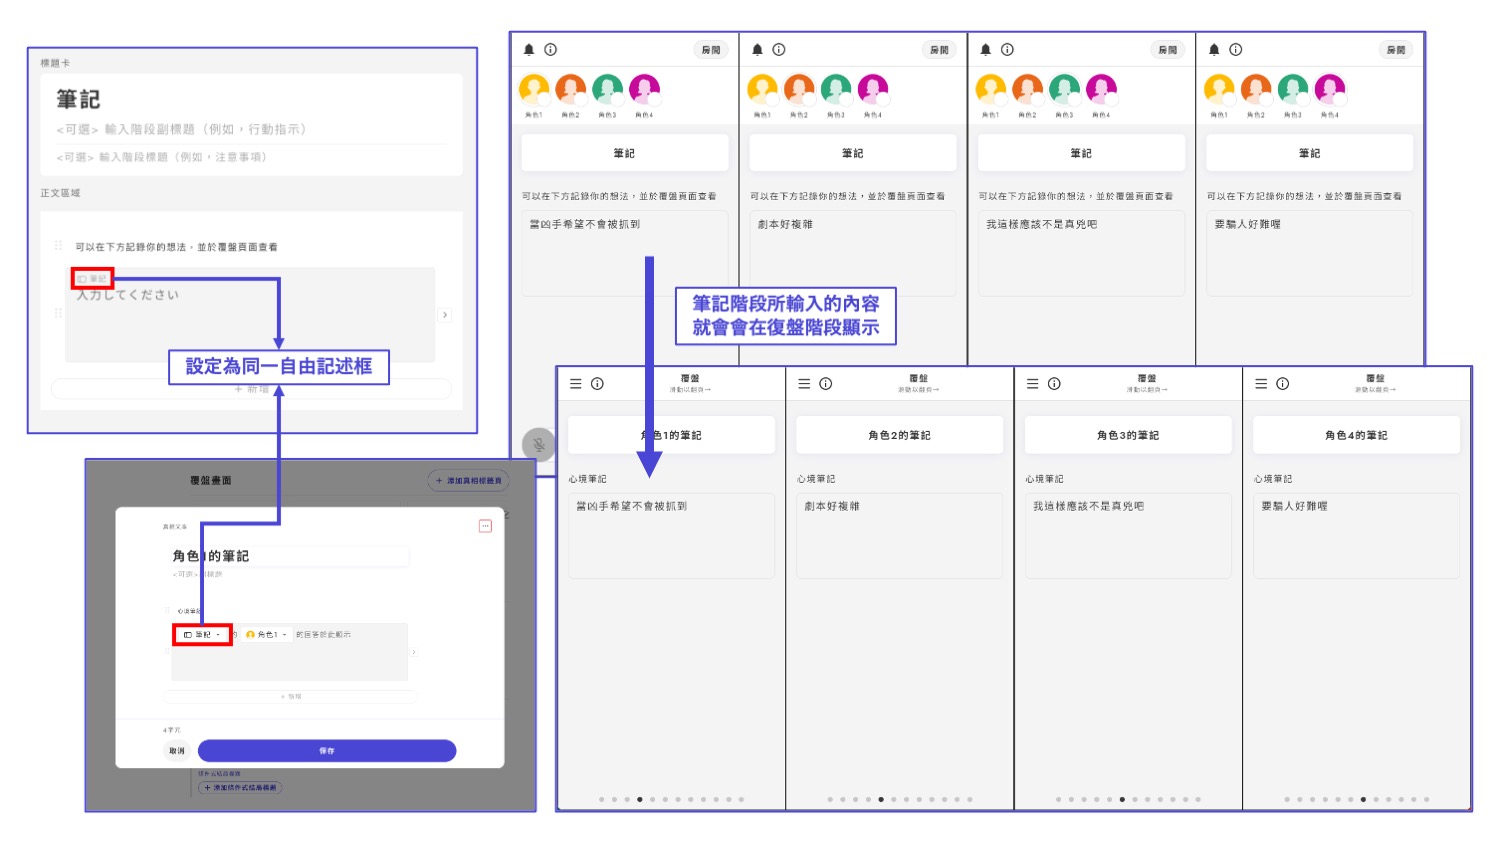 標題卡
筆記
<可選> 輸入階段副標題（例如，行動指示）
<可選> 輸入階段標題（例如，注意事項）
正文區域
可以在下方記錄你的想法，並於覆盤頁面查看
筆記
入力してください
設定為同一自由記述框
+ 新增
覆盤畫面
+ 添加真相標題頁
真相文本
角色1的筆記
<可選>副標題
心境筆記
筆記 的 角色1 的回答於此顯示
+ 新增
4字元
取消
保存
條件式結局標題
+ 添加條件式結局標題
房間
角色1 角色2 角色3 角色4
筆記
可以在下方記錄你的想法，並於覆盤頁面查看
當凶手希望不會被抓到
房間
角色1 角色2 角色3 角色4
筆記
可以在下方記錄你的想法，並於覆盤頁面查看
劇本好複雜
房間
角色1 角色2 角色3 角色4
筆記
可以在下方記錄你的想法，並於覆盤頁面查看
我這樣應該不是真兇吧
房間
角色1 角色2 角色3 角色4
筆記
可以在下方記錄你的想法，並於覆盤頁面查看
要騙人好難喔
筆記階段所輸入的內容
就會會在復盤階段顯示
覆盤
滑動以翻頁→
角色1的筆記
心境筆記
當凶手希望不會被抓到
覆盤
滑動以翻頁→
角色2的筆記
心境筆記
劇本好複雜
覆盤
滑動以翻頁→
角色3的筆記
心境筆記
我這樣應該不是真兇吧
覆盤
滑動以翻頁→
角色4的筆記
心境筆記
要騙人好難喔